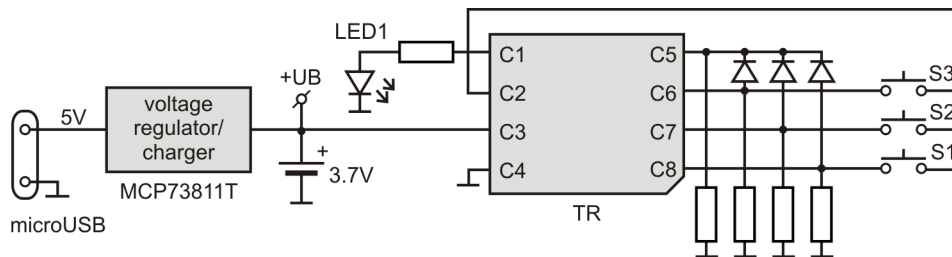 LED1
+UB
5V
voltage
regulator/
charger
MCP73811T
microUSB
+
3.7V
C1
C2
C3
C4
C5
C6
C7
C8
TR
S3
S2
S1